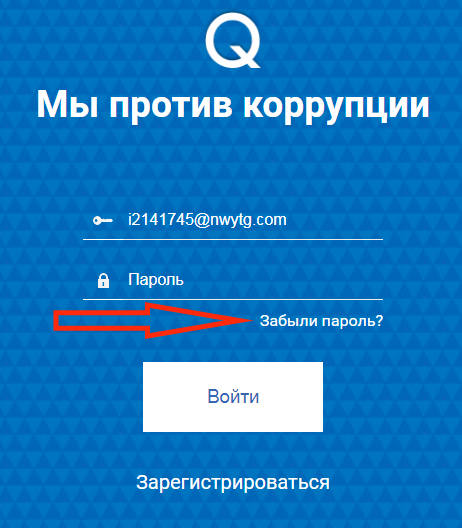 Q
Мы против коррупции
i2141745@nwytg.com
Пароль
Забыли пароль?
Войти
Зарегистрироваться